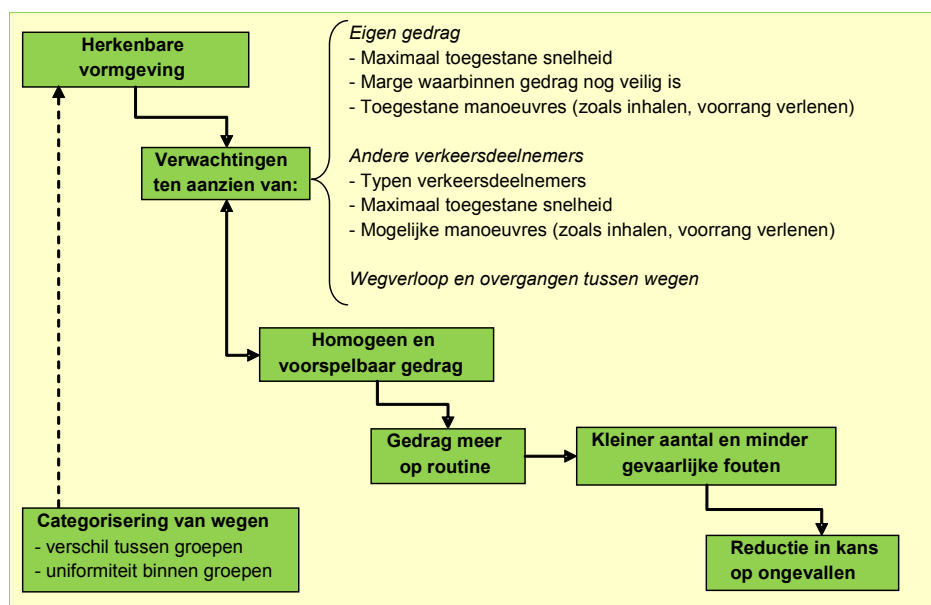 Herkenbare
vormgeving
Eigen gedrag
- Maximaal toegestane snelheid
- Marge waarbinnen gedrag nog veilig is
- Toegestane manoeuvres (zoals inhalen, voorrang verlenen)
Verwachtingen
ten aanzien van:
Andere verkeersdeelnemers
- Typen verkeersdeelnemers
- Maximaal toegestane snelheid
- Mogelijke manoeuvres (zoals inhalen, voorrang verlenen)
Wegverloop en overgangen tussen wegen
Homogeen en
voorspelbaar gedrag
Gedrag meer
op routine
Kleiner aantal en minder
gevaarlijke fouten
Categorisering van wegen
- verschil tussen groepen
- uniformiteit binnen groepen
Reductie in kans
op ongevallen